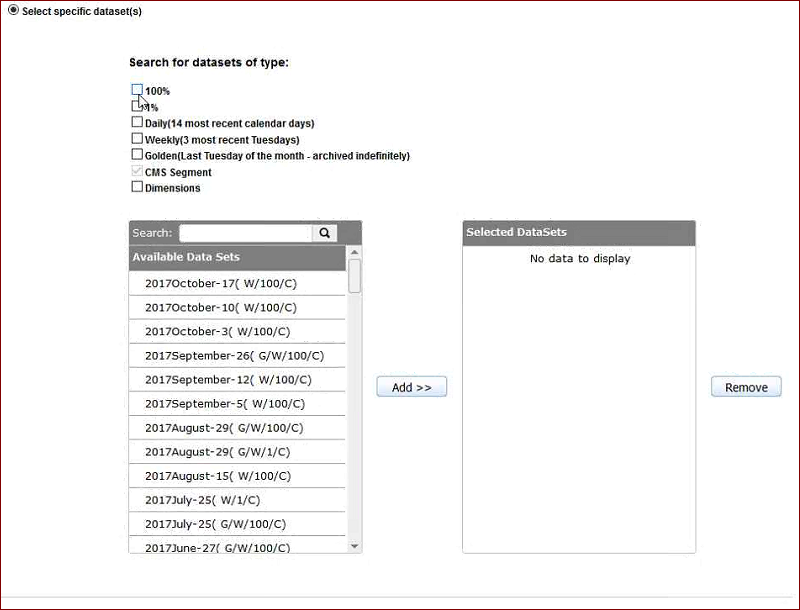 Select specific dataset(s)
Search for datasets of type:
100%
1%
Daily(14 most recent calendar days)
Weekly(3 most recent Tuesdays)
Golden(Last Tuesday of the month - archived indefinitely)
CMS Segment
Dimensions
Search:
Available Data Sets
2017October-17( W/100/C)
2017October-10( W/100/C)
2017October-3( W/100/C)
2017September-26( G/W/100/C)
2017September-12( W/100/C)
2017September-5( W/100/C)
2017August-29( G/W/100/C)
2017August-29( G/W/1/C)
2017August-15( W/100/C)
2017July-25( W/1/C)
2017July-25( G/W/100/C)
2017June-27( G/W/100/C)
Add >>
Selected DataSets
No data to display
Remove